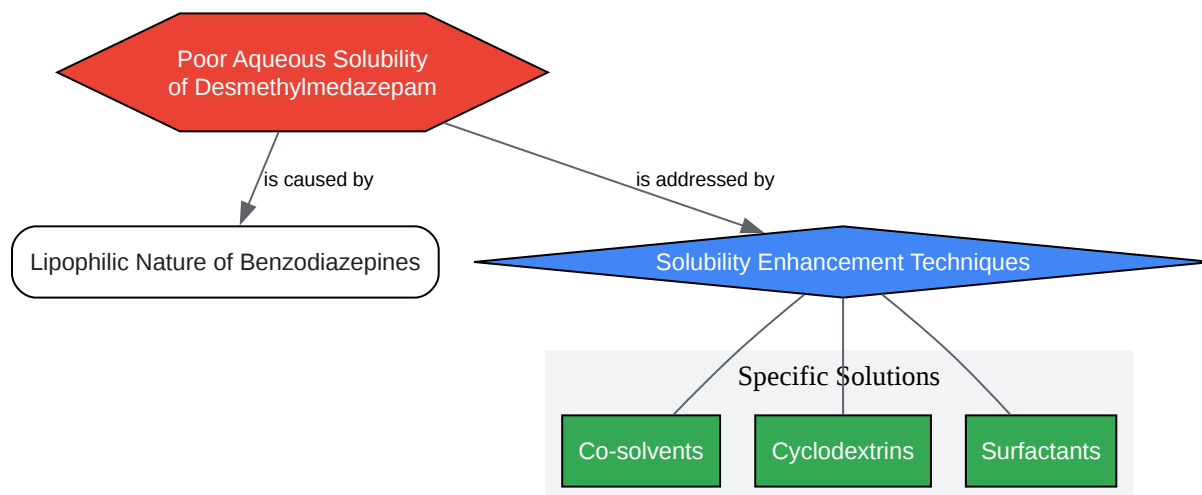 Poor Aqueous Solubility
of Desmethylmedazepam
is caused by
is addressed by
Lipophilic Nature of Benzodiazepines
Solubility Enhancement Techniques
Specific Solutions
Co-solvents
Cyclodextrins
Surfactants